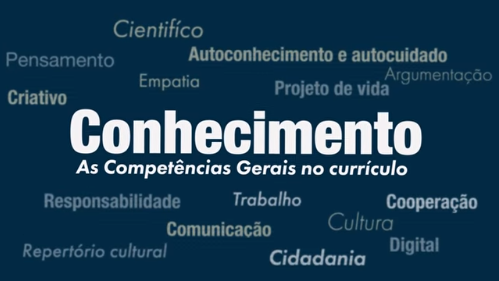 Científico
Pensamento
Autoconhecimento e autocuidado
Empatia
Projeto de vida
Argumentação
Criativo
Conhecimento
As Competências Gerais no currículo
Responsabilidade
Trabalho
Cooperação
Comunicação
Cultura
Repertório cultural
Cidadania
Digital